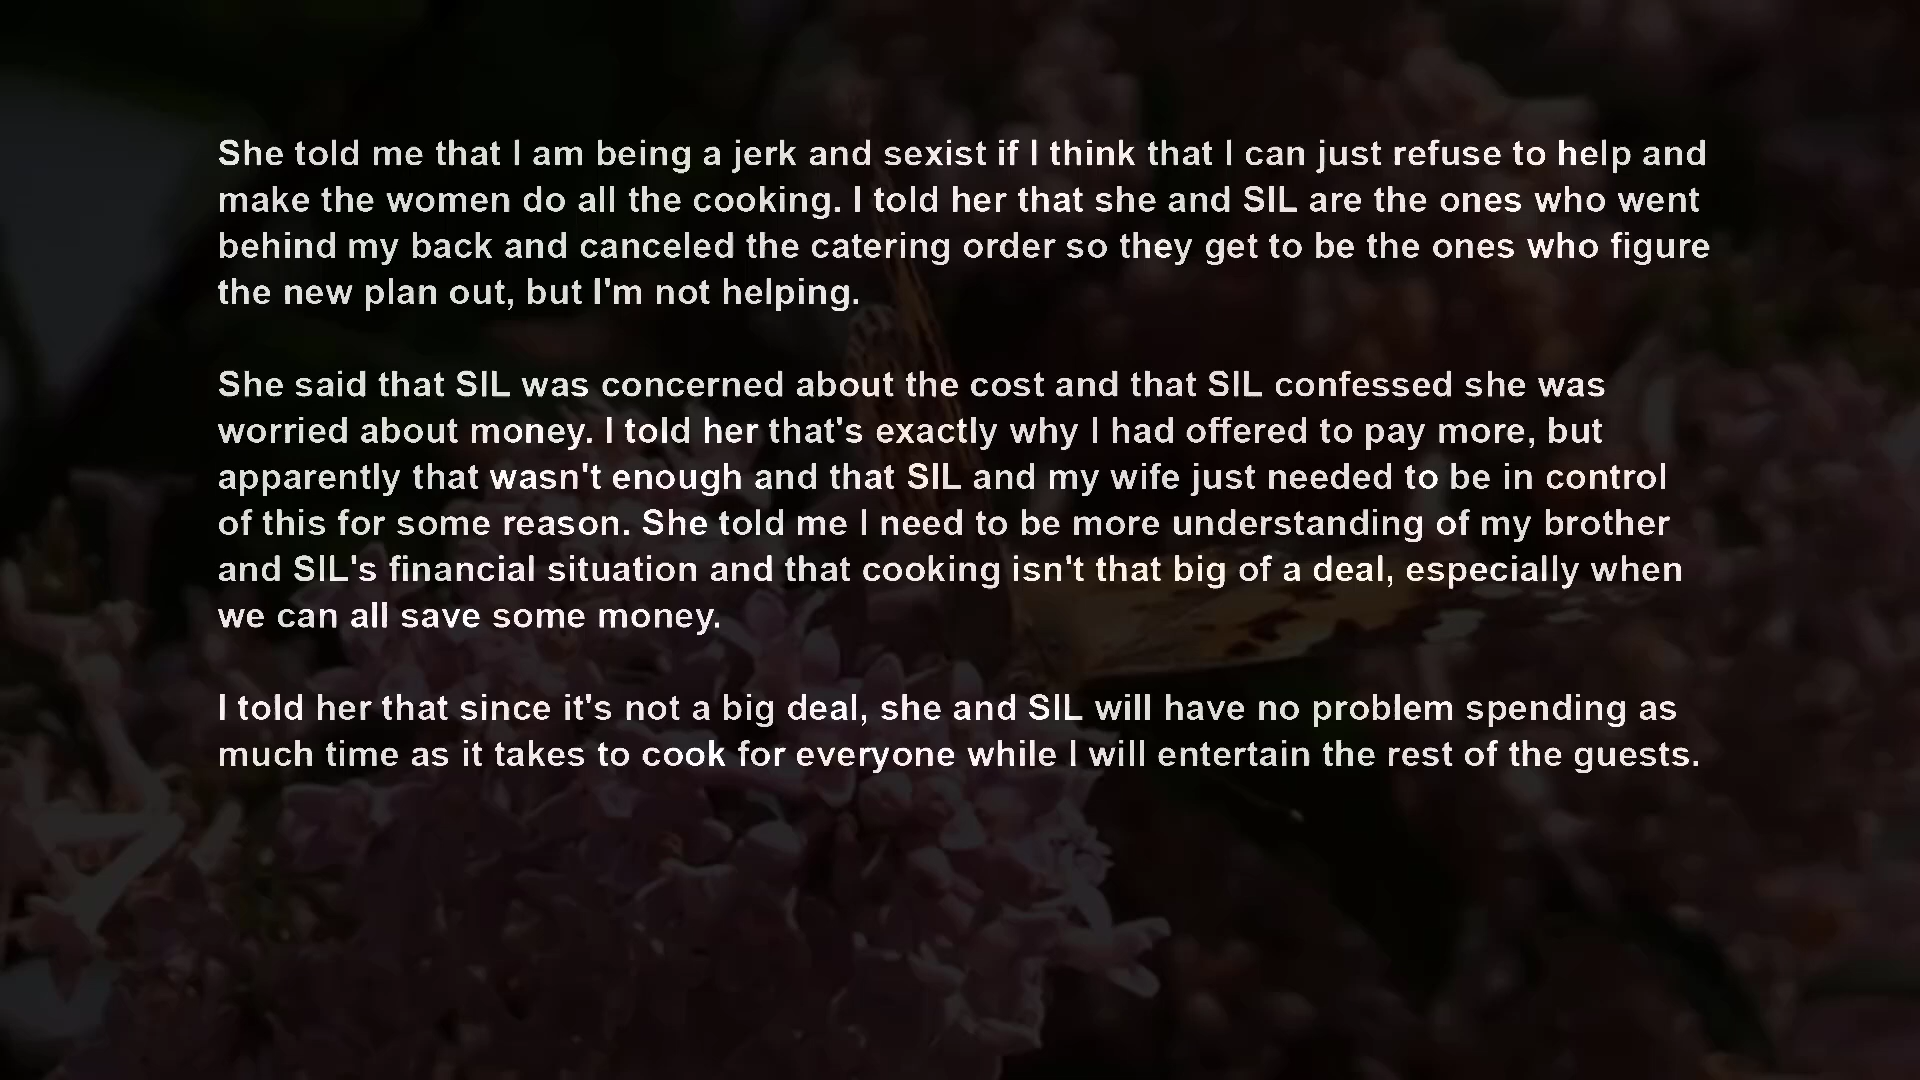 She told me that I am being a jerk and sexist if I think that I can just refuse to help and
make the women do all the cooking. I told her that she and SIL are the ones who went
behind my back and canceled the catering order so they get to be the ones who figure
the new plan out, but I'm not helping.
She said that SIL was concerned about the cost and that SIL confessed she was
worried about money. I told her that's exactly why I had offered to pay more, but
apparently that wasn't enough and that SIL and my wife just needed to be in control
of this for some reason. She told me I need to be more understanding of my brother
and SIL's financial situation and that cooking isn't that big of a deal, especially when
we can all save some money.
I told her that since it's not a big deal, she and SIL will have no problem spending as
much time as it takes to cook for everyone while I will entertain the rest of the guests.